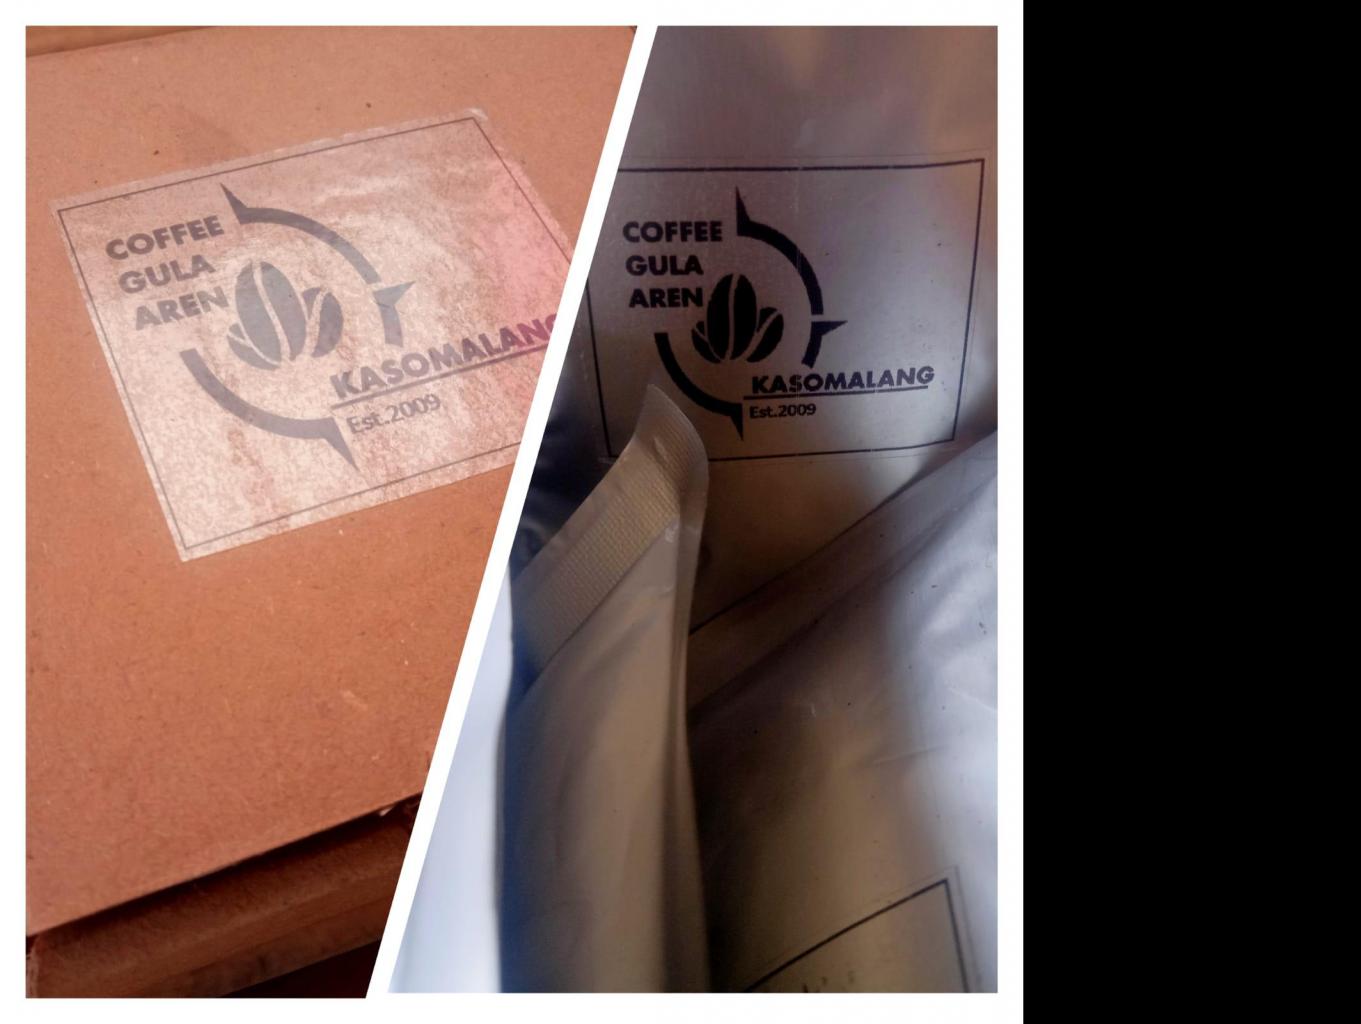 COFFEE
GULA
AREN
KASOMALANG
Est.2009
COFFEE
GULA
AREN
KASOMALANG
Est.2009